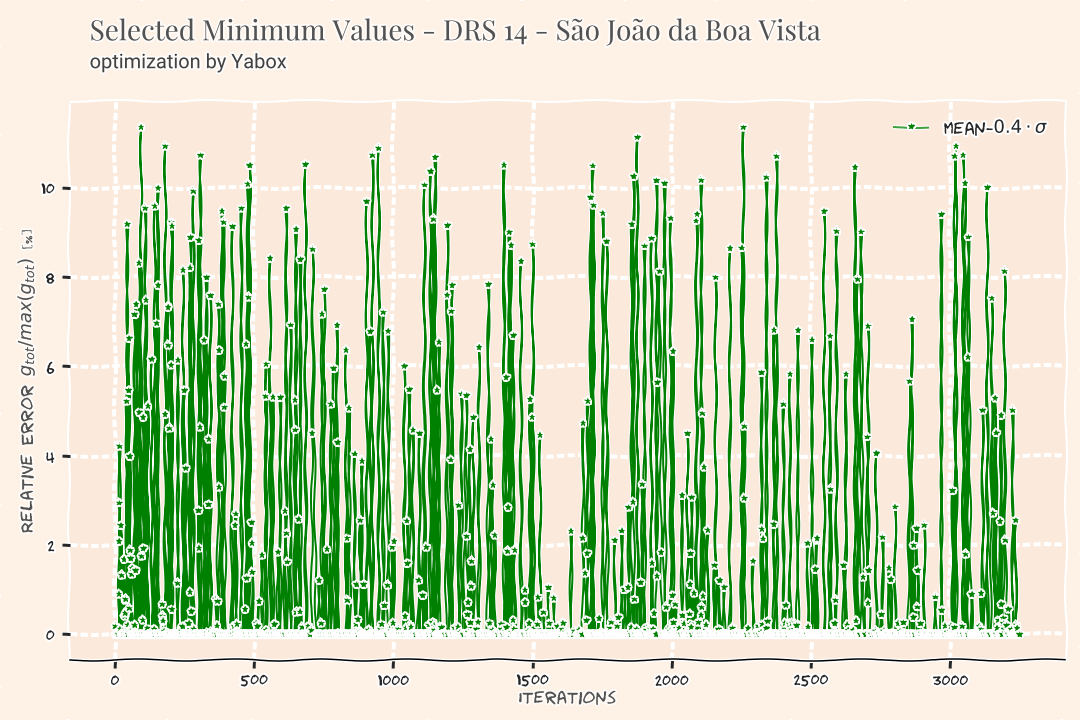 Selected Minimum Values - DRS 14 - São João da Boa Vista
optimization by Yabox
MEAN-0.4 · σ
RELATIVE ERROR g_tot/max(g_tot) [%]
10
8
6
4
2
0
0 500 1000 1500 2000 2500 3000
ITERATIONS